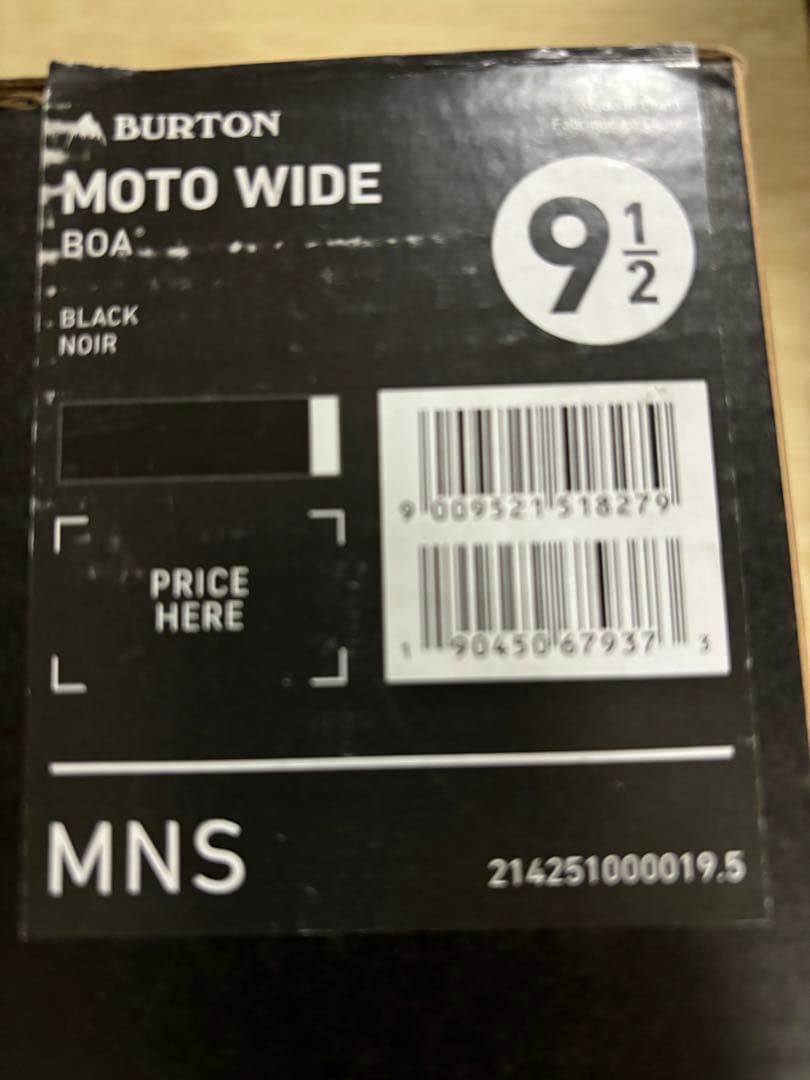 BURTON
MOTO WIDE
BOA
BLACK
NOIR
9 1/2
9 009521 518279
1 90450 67937 3
PRICE
HERE
MNS
214251000019.5